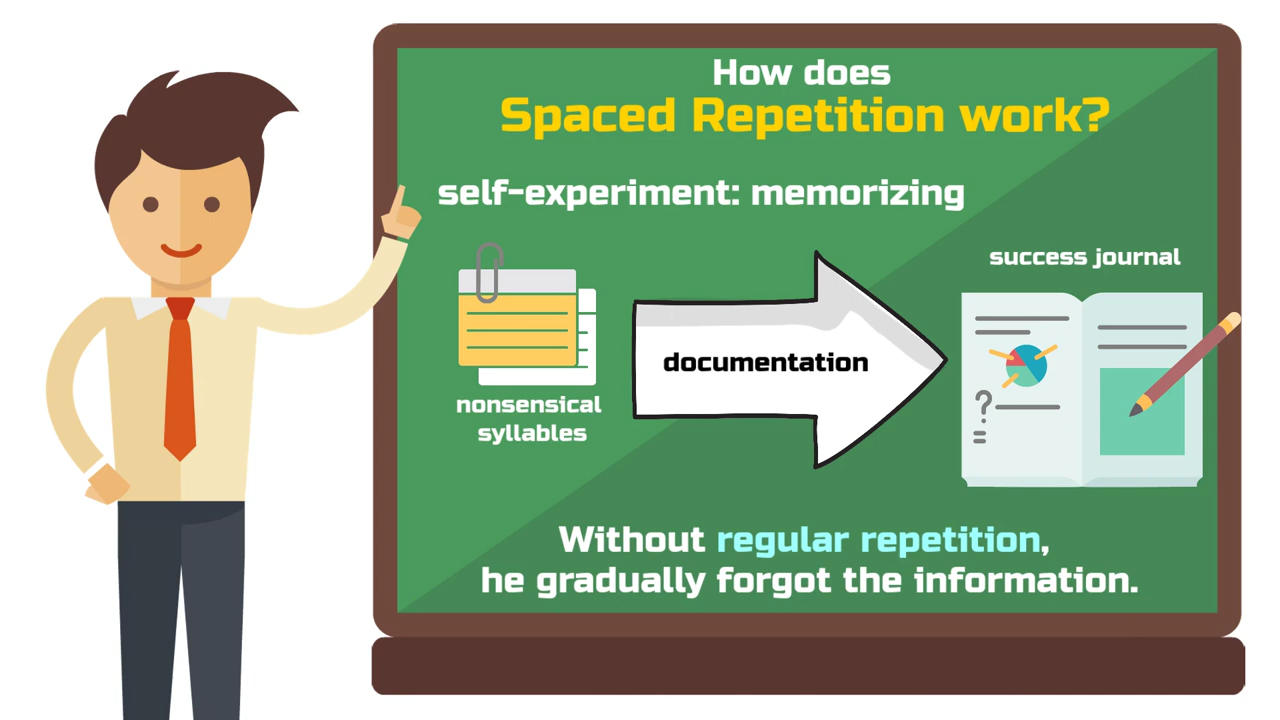 How does
Spaced Repetition work?
self-experiment: memorizing
success journal
documentation
nonsensical
syllables
?
Without regular repetition,
he gradually forgot the information.